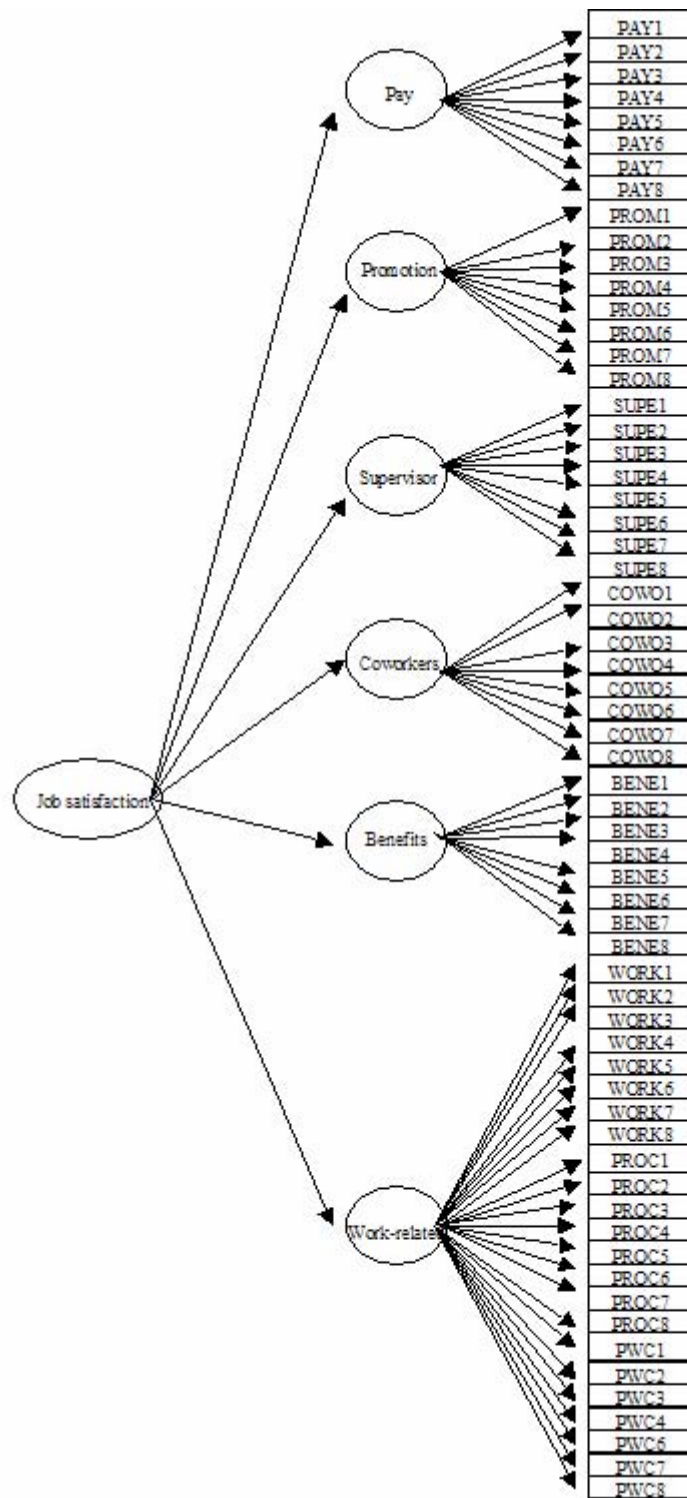 Job satisfaction
Pay
Promotion
Supervisor
Coworkers
Benefits
Work-relate
PAY1
PAY2
PAY3
PAY4
PAY5
PAY6
PAY7
PAY8
PROM1
PROM2
PROM3
PROM4
PROM5
PROM6
PROM7
PROM8
SUPE1
SUPE2
SUPE3
SUPE4
SUPE5
SUPE6
SUPE7
SUPE8
COWO1
COWO2
COWO3
COWO4
COWO5
COWO6
COWO7
COWO8
BENE1
BENE2
BENE3
BENE4
BENE5
BENE6
BENE7
BENE8
WORK1
WORK2
WORK3
WORK4
WORK5
WORK6
WORK7
WORK8
PROC1
PROC2
PROC3
PROC4
PROC5
PROC6
PROC7
PROC8
PWC1
PWC2
PWC3
PWC4
PWC6
PWC7
PWC8